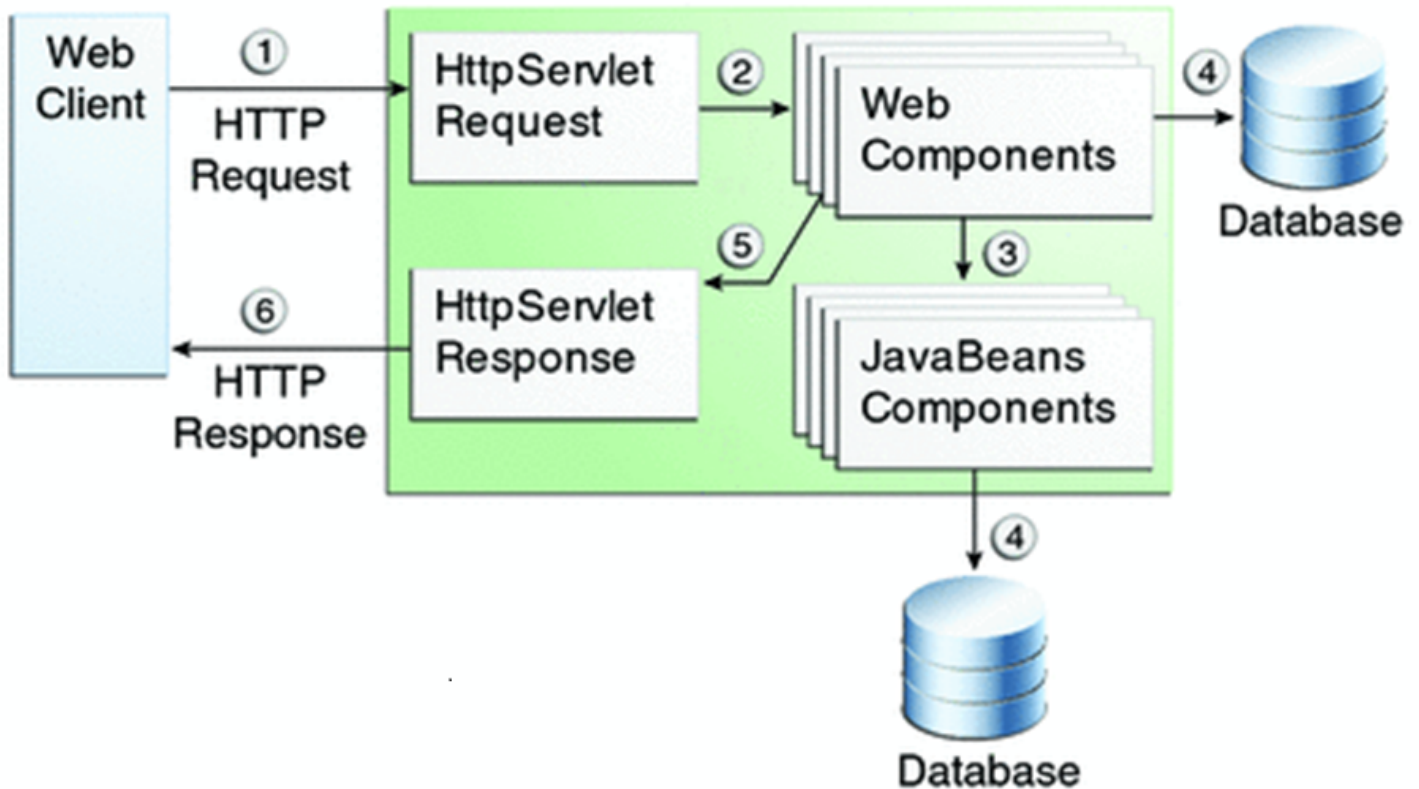 Web
Client
1
HTTP
Request
HttpServlet
Request
2
Web
Components
4
Database
5
3
HttpServlet
Response
6
HTTP
Response
JavaBeans
Components
4
Database